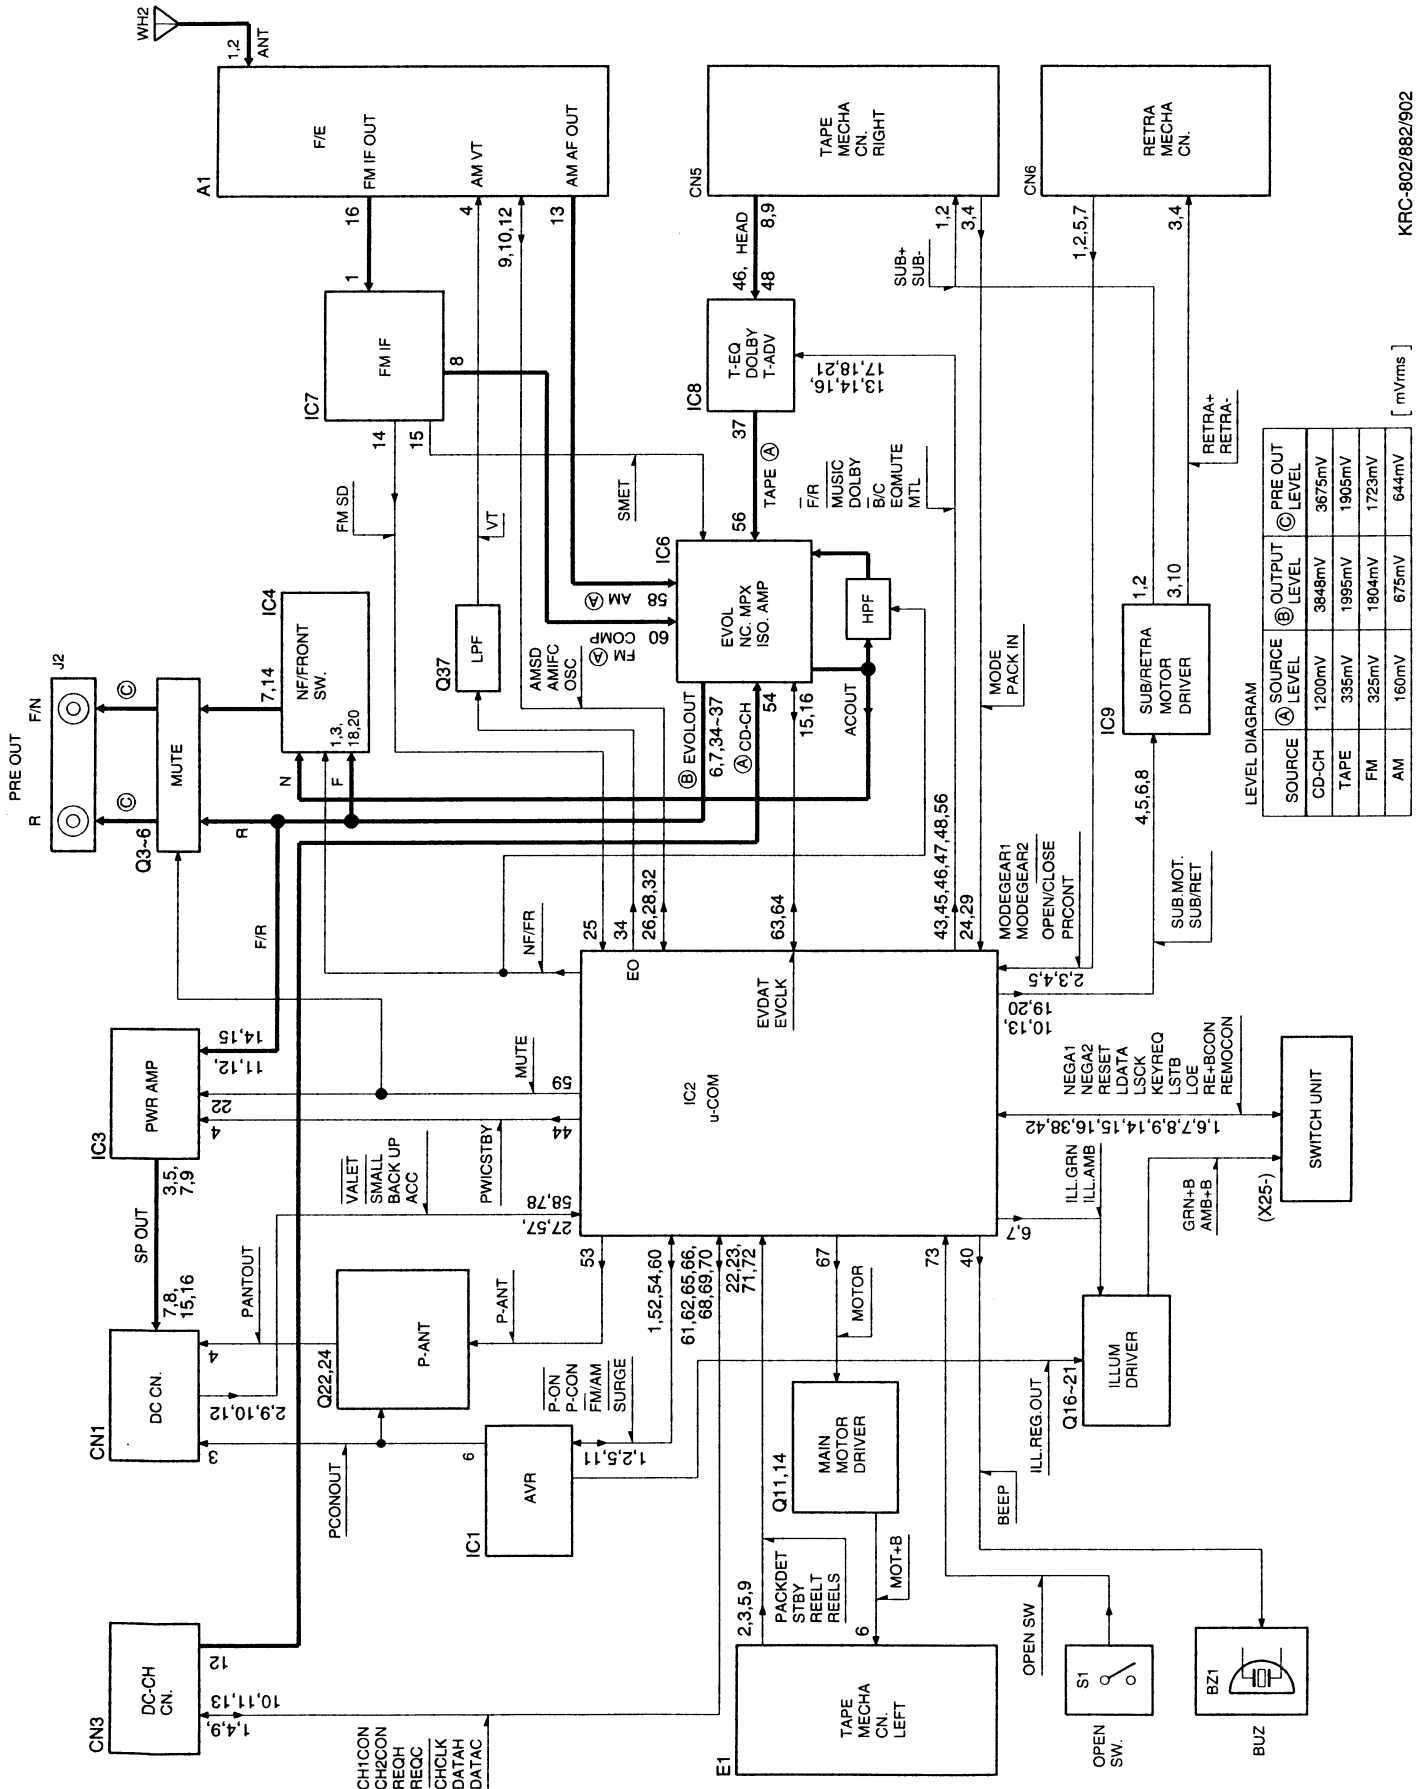 WH2
1,2
ANT
A1
F/E
FM IF OUT
AM VT
AM AF OUT
16
4
9,10,12
13
1
IC7
FM IF
8
14
15
FM SD
SMET
VT
CN5
TAPE
MECHA
CN.
RIGHT
46, HEAD
48
8,9
1,2
3,4
SUB+
SUB-
CN6
RETRA
MECHA
CN.
1,2,5,7
3,4
KRC-802/882/902
IC8
T-EQ
DOLBY
T-ADV
13,14,16,
17,18,21
37
TAPE Ⓐ
56
F/R
MUSIC
DOLBY
B/C
EQMUTE
MTL
RETRA+
RETRA-
PRE OUT
J2
F/N
R
Ⓒ
Ⓒ
MUTE
Q3~6
IC4
NF/FRONT
SW.
7,14
1,3,
18,20
N
F
R
F/R
Q37
LPF
AMSD
AMIFC
OSC
IC6
EVOL
NC. MPX
ISO. AMP
58
AM Ⓐ
60
COMP
FM Ⓐ
HPF
Ⓑ EVOLOUT
6,7,34~37
Ⓐ CD-CH
54
15,16
ACOUT
MODE
PACK IN
IC9
SUB/RETRA
MOTOR
DRIVER
1,2
3,10
4,5,6,8
LEVEL DIAGRAM
[ mVrms ]
SOURCE Ⓐ SOURCE LEVEL Ⓑ OUTPUT LEVEL Ⓒ PRE OUT LEVEL
CD-CH 1200mV 3848mV 3675mV
TAPE 335mV 1995mV 1905mV
FM 325mV 1804mV 1723mV
AM 160mV 675mV 644mV
IC3
PWR AMP
11,12,
14,15
22
4
3,5,
7,9
SP OUT
MUTE
59
PWICSTBY
44
NF/FR
25
34
EO
26,28,32
63,64
EVDAT
EVCLK
43,45,46,47,48,56
24,29
IC2
u-COM
MODEGEAR1
MODEGEAR2
OPEN/CLOSE
PRCONT
2,3,4,5
10,13,
19,20
SUB.MOT.
SUB/RET
NEGA1
NEGA2
RESET
LDATA
LSCK
KEYREQ
LSTB
LOE
RE+BCON
REMOCON
1,6,7,8,9,14,15,16,38,42
SWITCH UNIT
(X25-)
ILL.GRN
ILL.AMB
6,7
GRN+B
AMB+B
CN1
DC CN.
7,8,
15,16
4
2,9,10,12
3
PANTOUT
VALET
SMALL
BACK UP
ACC
27,57,
58,78
Q22,24
P-ANT
P-ANT
53
PCONOUT
IC1
AVR
6
1,2,5,11
P-ON
P-CON
FM/AM
SURGE
1,52,54,60
61,62,65,66,
68,69,70
22,23,
71,72
67
MOTOR
73
40
Q11,14
MAIN
MOTOR
DRIVER
MOT+B
ILL.REG.OUT
Q16~21
ILLUM
DRIVER
BEEP
CN3
DC-CH
CN.
12
1,4,9,
10,11,13
CH1CON
CH2CON
REQH
REQC
CHCLK
DATAH
DATAC
E1
TAPE
MECHA
CN.
LEFT
2,3,5,9
6
PACKDET
STBY
REELT
REELS
OPEN SW
S1
OPEN
SW.
BZ1
BUZ